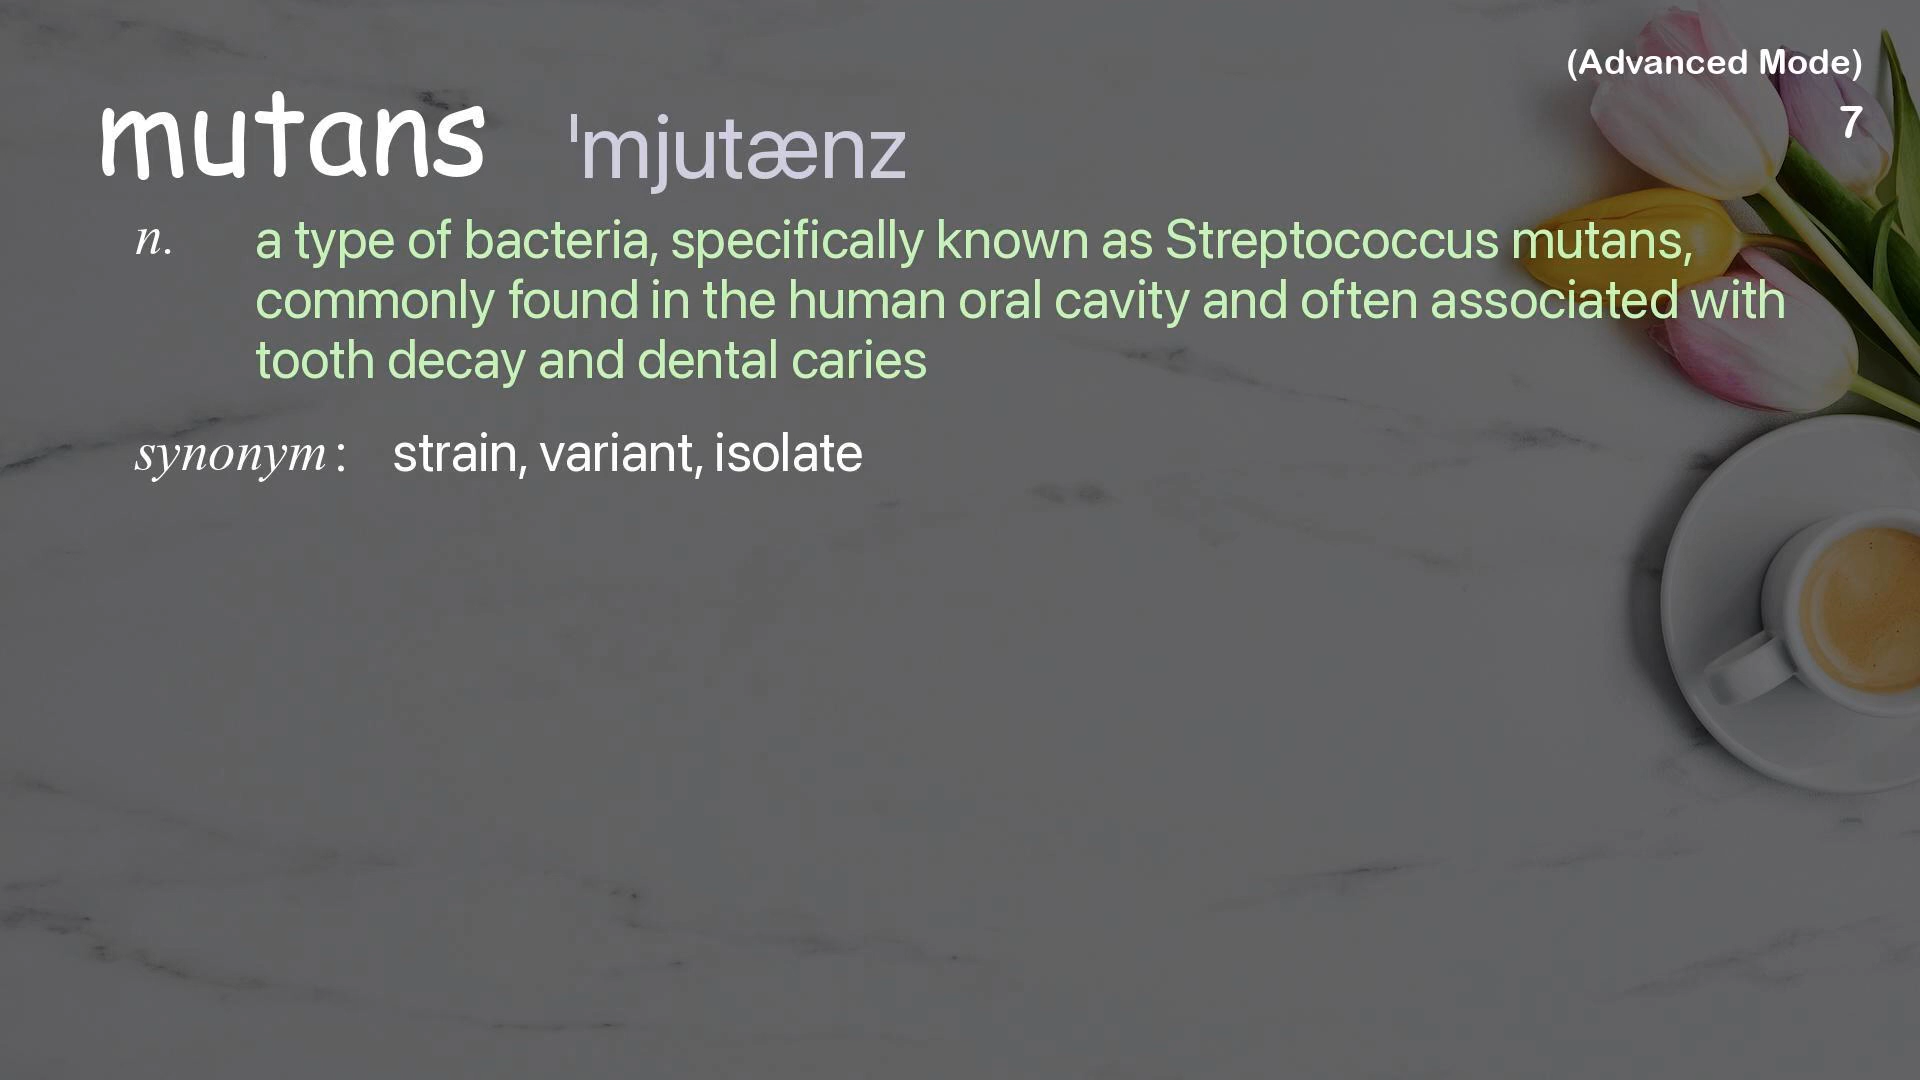 (Advanced Mode)
7
mutans ˈmjutænz
n. a type of bacteria, specifically known as Streptococcus mutans,
commonly found in the human oral cavity and often associated with
tooth decay and dental caries
synonym: strain, variant, isolate